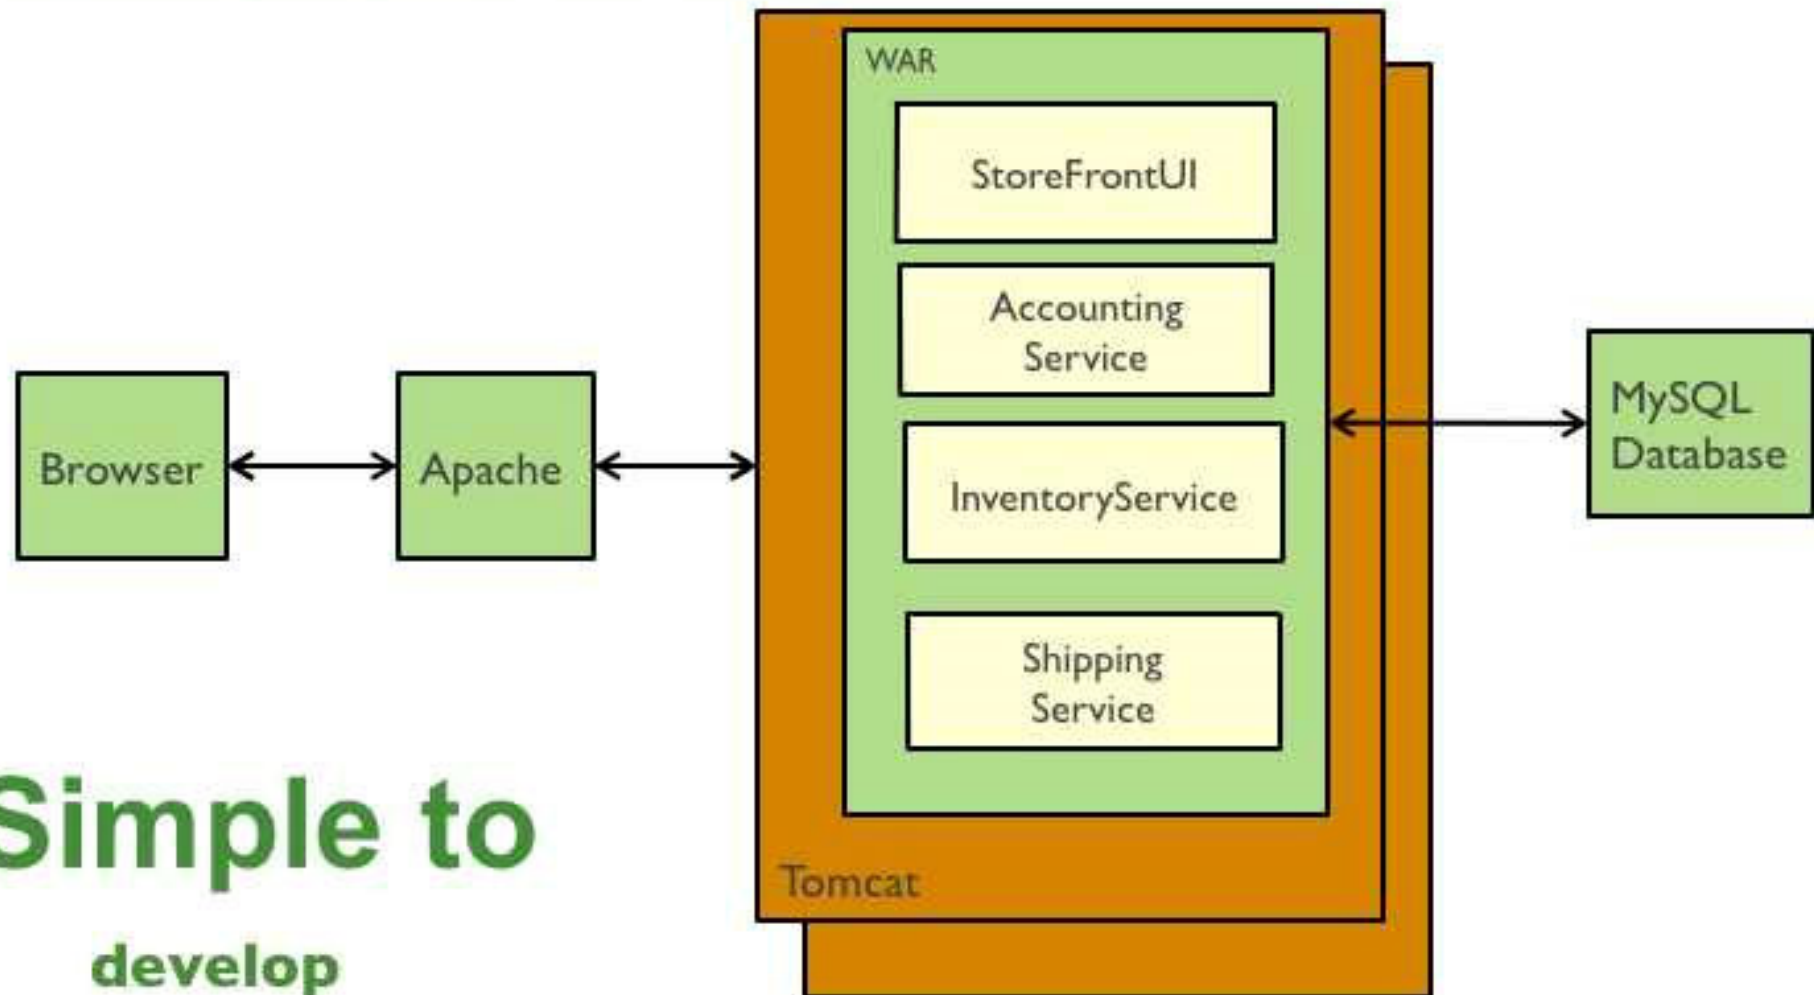 WAR
StoreFrontUI
Accounting
Service
InventoryService
Shipping
Service
Tomcat
Browser
Apache
MySQL
Database
Simple to
develop